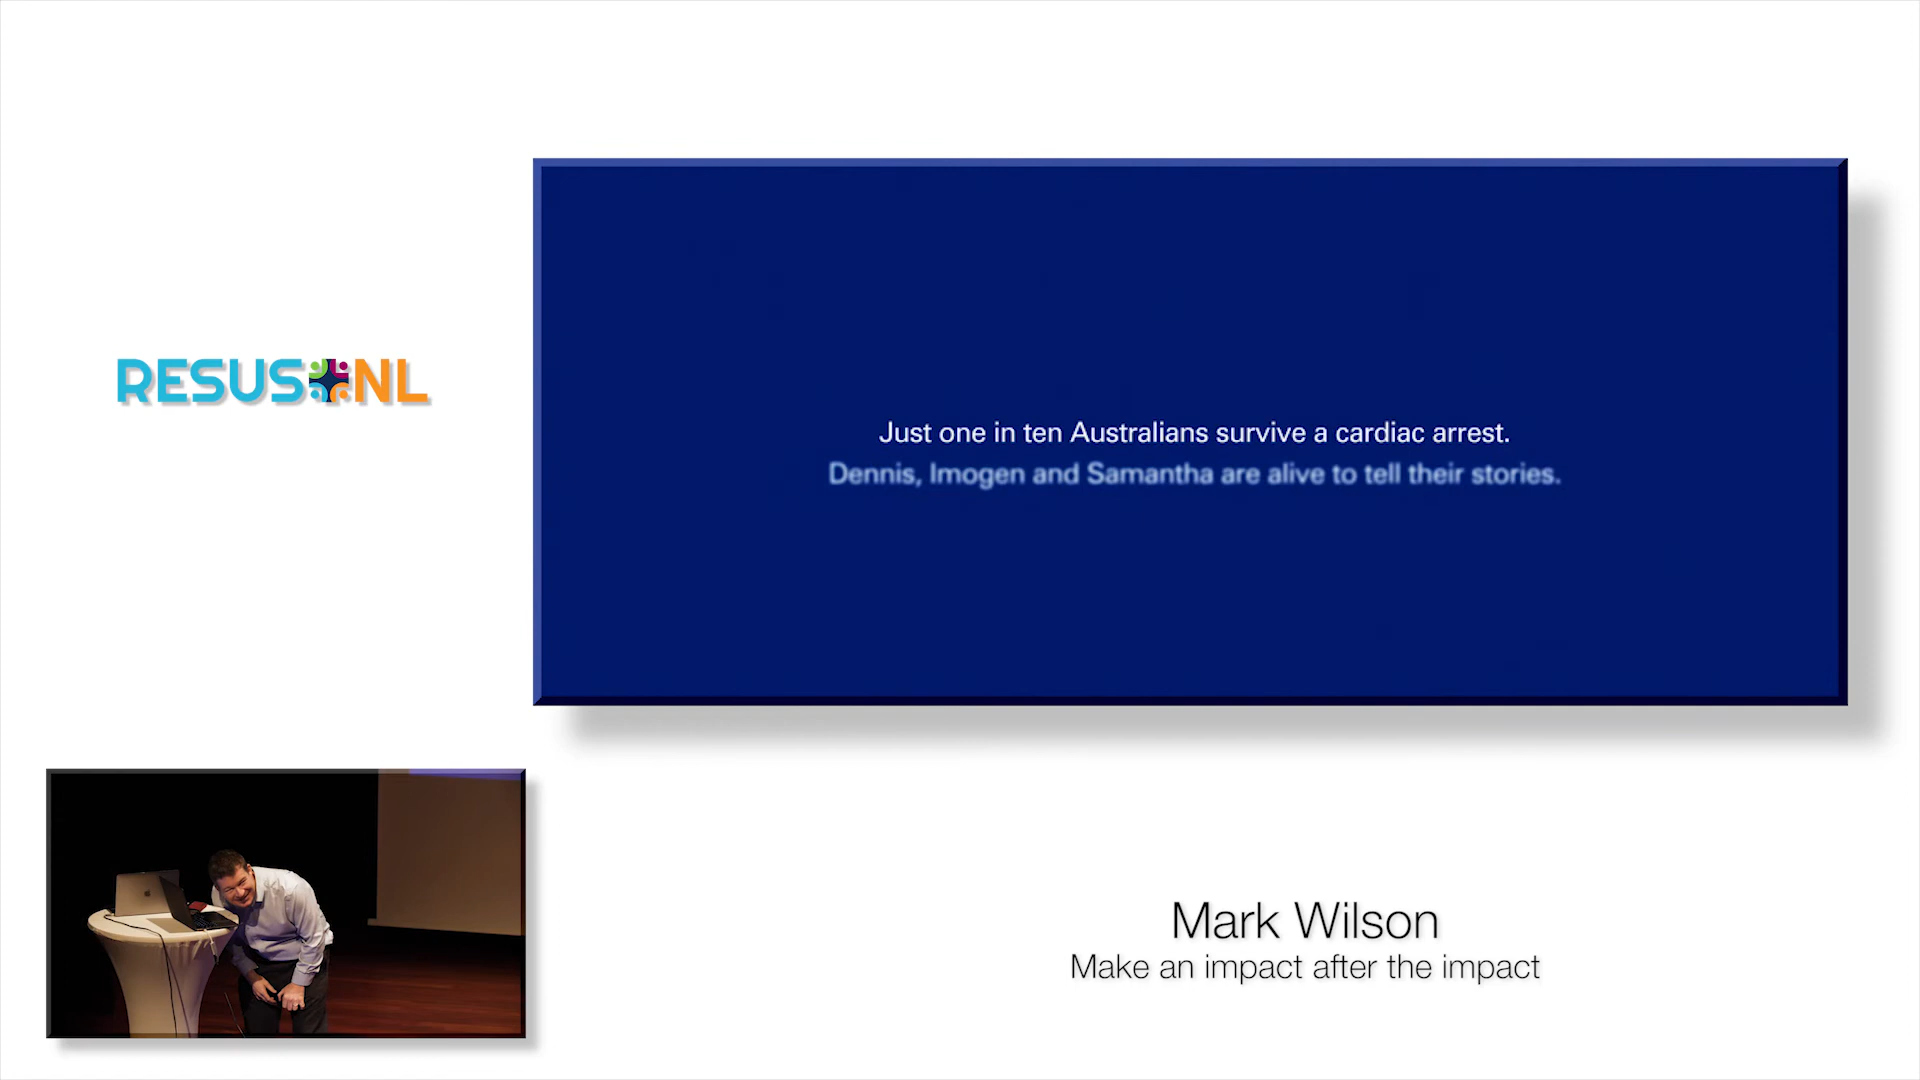 RESUS NL
Just one in ten Australians survive a cardiac arrest.
Dennis, Imogen and Samantha are alive to tell their stories.
Mark Wilson
Make an impact after the impact